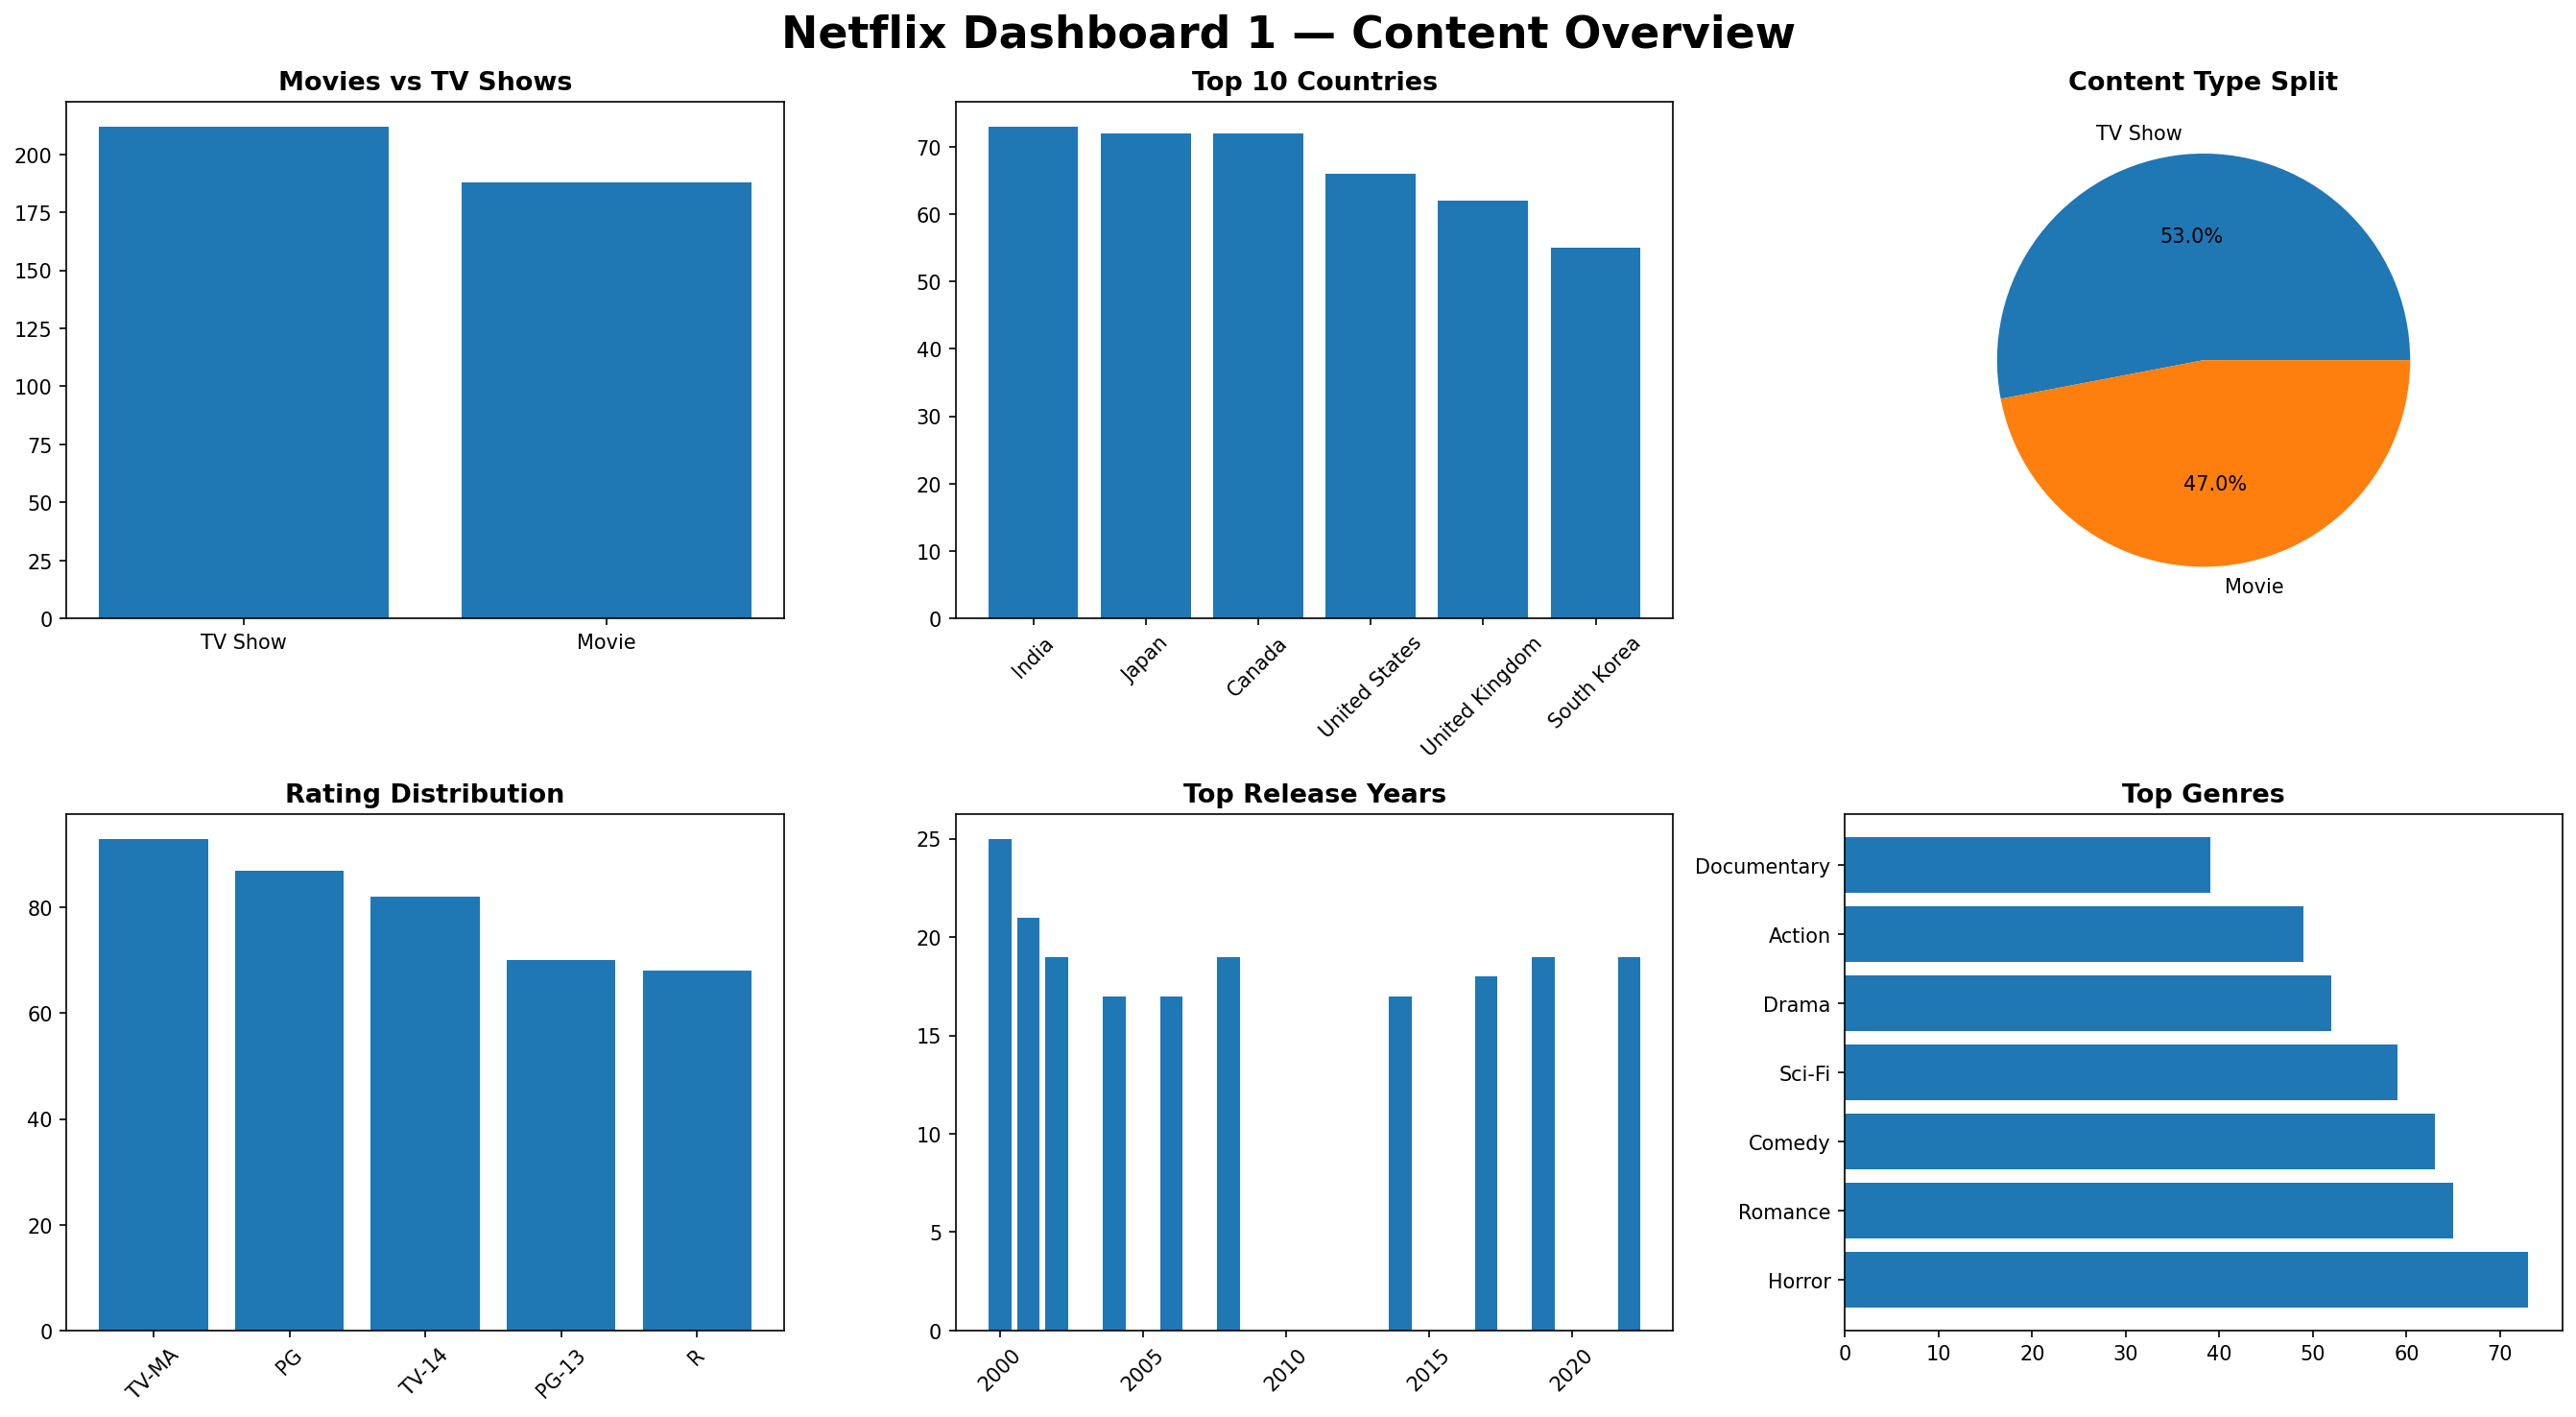 Netflix Dashboard 1 — Content Overview
Movies vs TV Shows
200
175
150
125
100
75
50
25
0
TV Show
Movie
Top 10 Countries
70
60
50
40
30
20
10
0
India
Japan
Canada
United States
United Kingdom
South Korea
Content Type Split
TV Show
53.0%
47.0%
Movie
Rating Distribution
80
60
40
20
0
TV-MA
PG
TV-14
PG-13
R
Top Release Years
25
20
15
10
5
0
2000
2005
2010
2015
2020
Top Genres
Documentary
Action
Drama
Sci-Fi
Comedy
Romance
Horror
0 10 20 30 40 50 60 70